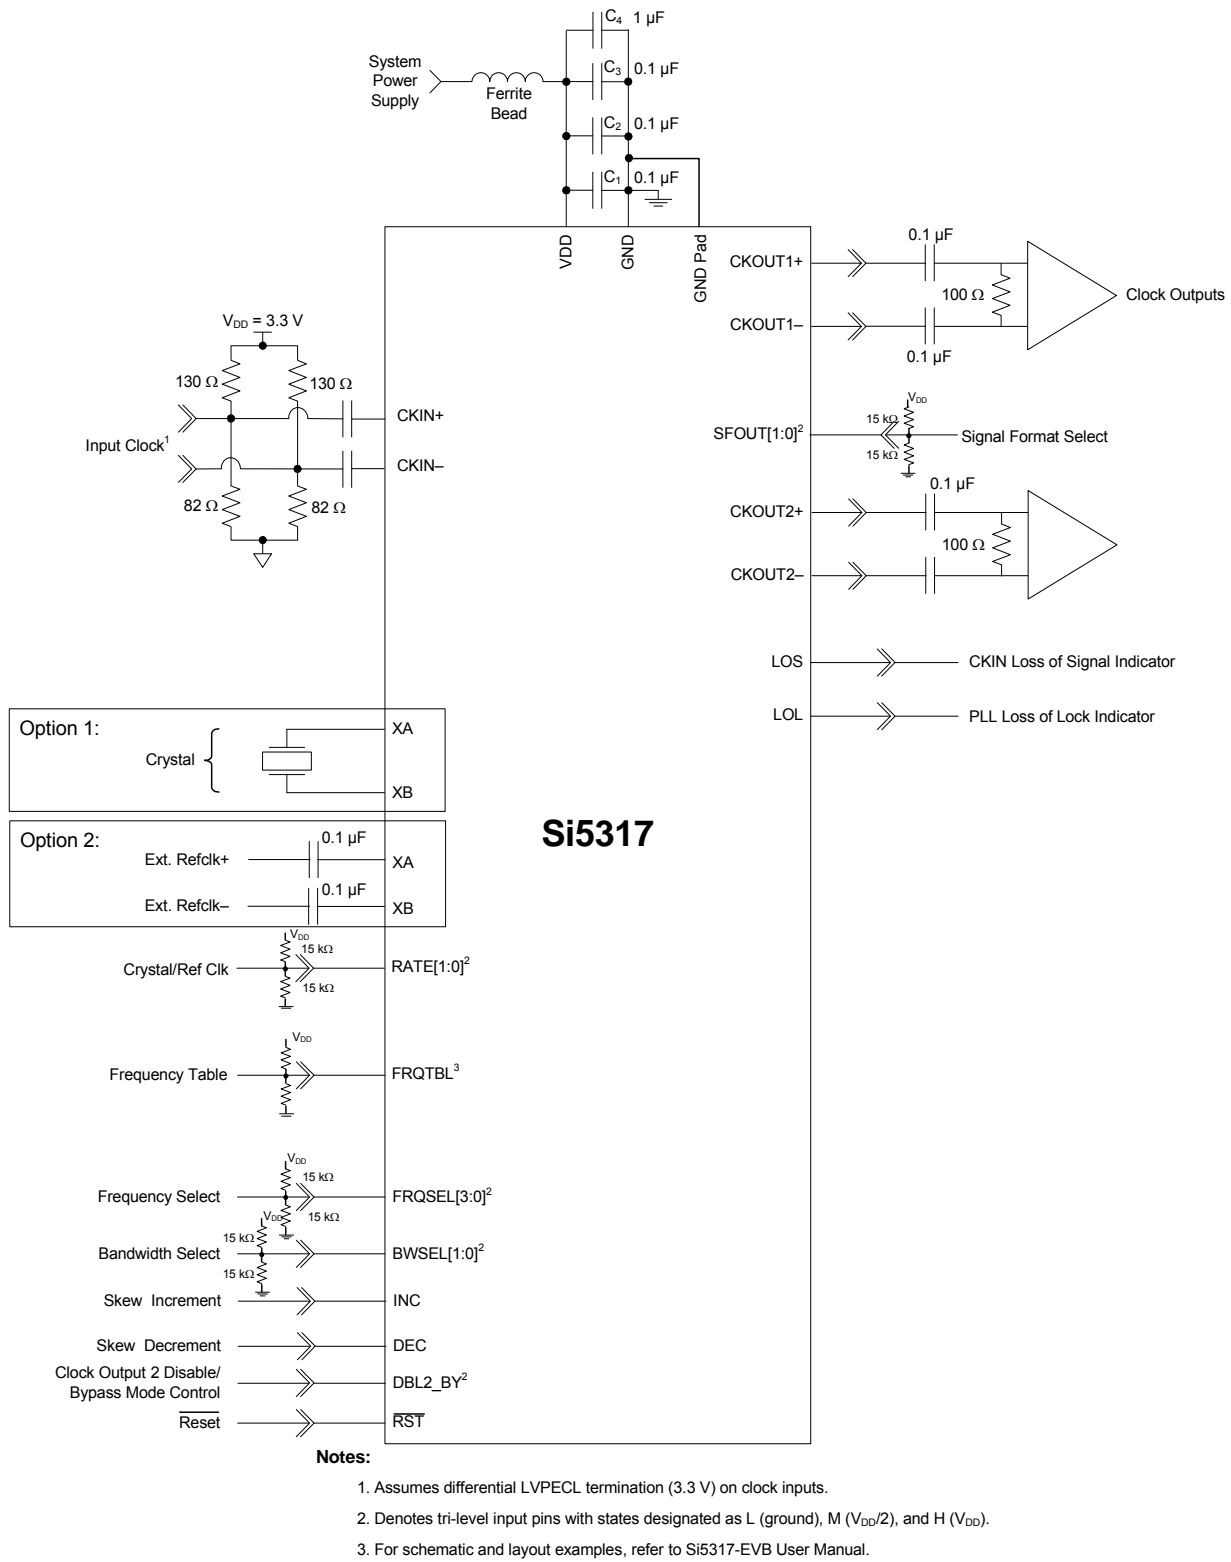 C4 1 µF
System
Power
Supply
Ferrite
Bead
C3 0.1 µF
C2 0.1 µF
C1 0.1 µF
VDD
GND
GND Pad
CKOUT1+
0.1 µF
100 Ω
Clock Outputs
CKOUT1–
0.1 µF
VDD = 3.3 V
130 Ω
130 Ω
CKIN+
Input Clock1
CKIN–
82 Ω
82 Ω
SFOUT[1:0]2
VDD
15 kΩ
15 kΩ
Signal Format Select
CKOUT2+
0.1 µF
100 Ω
CKOUT2–
LOS
CKIN Loss of Signal Indicator
LOL
PLL Loss of Lock Indicator
Option 1:
Crystal
XA
XB
Si5317
Option 2:
Ext. Refclk+
0.1 µF
XA
Ext. Refclk–
0.1 µF
XB
Crystal/Ref Clk
VDD
15 kΩ
15 kΩ
RATE[1:0]2
Frequency Table
VDD
FRQTBL3
Frequency Select
VDD
15 kΩ
15 kΩ
FRQSEL[3:0]2
Bandwidth Select
VDD
15 kΩ
15 kΩ
BWSEL[1:0]2
Skew Increment
INC
Skew Decrement
DEC
Clock Output 2 Disable/
Bypass Mode Control
DBL2_BY2
Reset
RST
Notes:
1. Assumes differential LVPECL termination (3.3 V) on clock inputs.
2. Denotes tri-level input pins with states designated as L (ground), M (VDD/2), and H (VDD).
3. For schematic and layout examples, refer to Si5317-EVB User Manual.